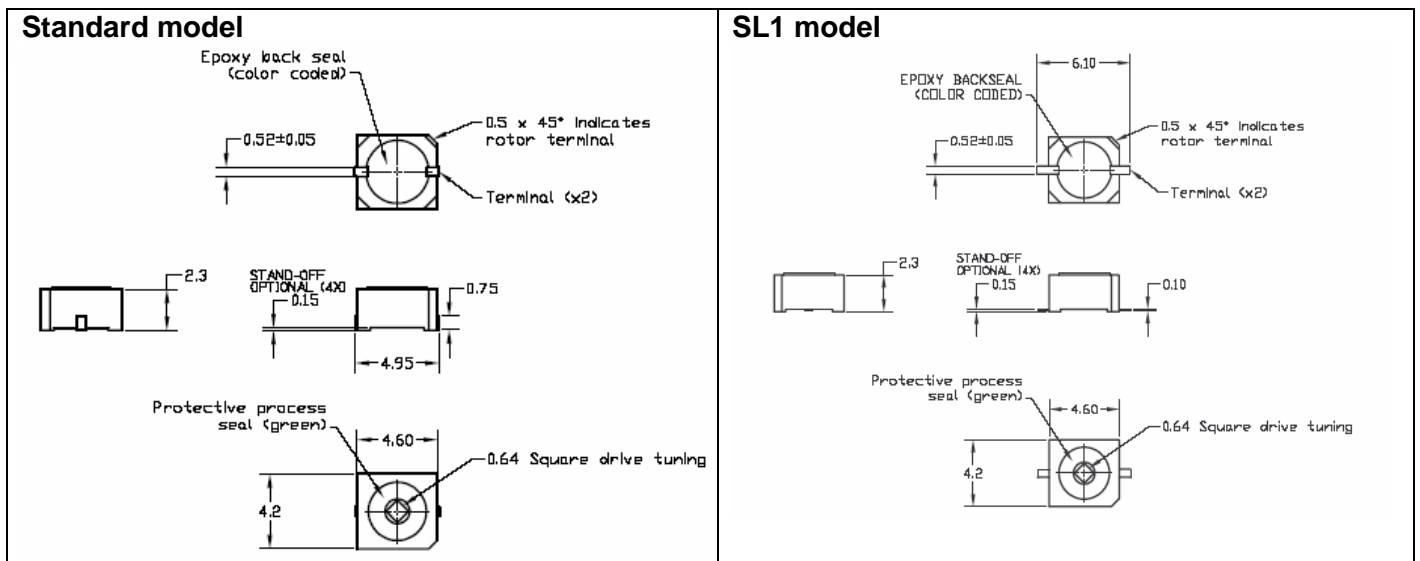 Standard model
Epoxy back seal
(color coded)
0.5 x 45° Indicates
rotor terminal
0.52±0.05
Terminal (x2)
2.3
STAND-OFF
OPTIONAL (4X)
0.15
0.75
4.95
Protective process
seal (green)
4.60
0.64 Square drive tuning
4.2
SL1 model
6.10
EPOXY BACKSEAL
(COLOR CODED)
0.5 x 45° Indicates
rotor terminal
0.52±0.05
Terminal (x2)
2.3
STAND-OFF
OPTIONAL (4X)
0.15
0.10
Protective process
seal (green)
4.60
0.64 Square drive tuning
4.2